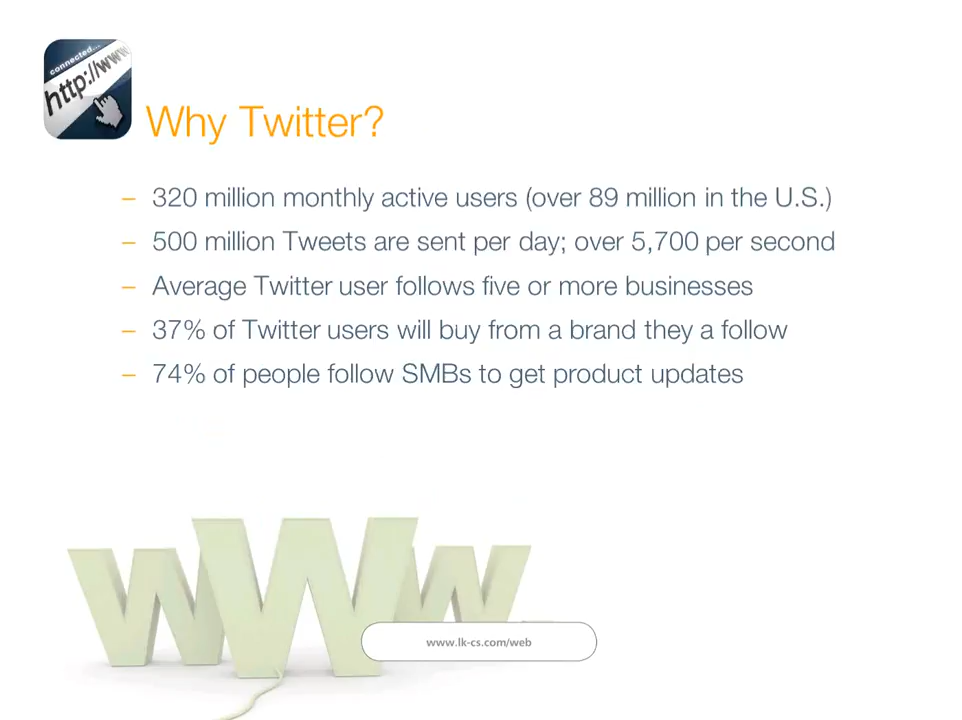 connected...
http://www
Why Twitter?
– 320 million monthly active users (over 89 million in the U.S.)
– 500 million Tweets are sent per day; over 5,700 per second
– Average Twitter user follows five or more businesses
– 37% of Twitter users will buy from a brand they a follow
– 74% of people follow SMBs to get product updates
WWW
www.lk-cs.com/web